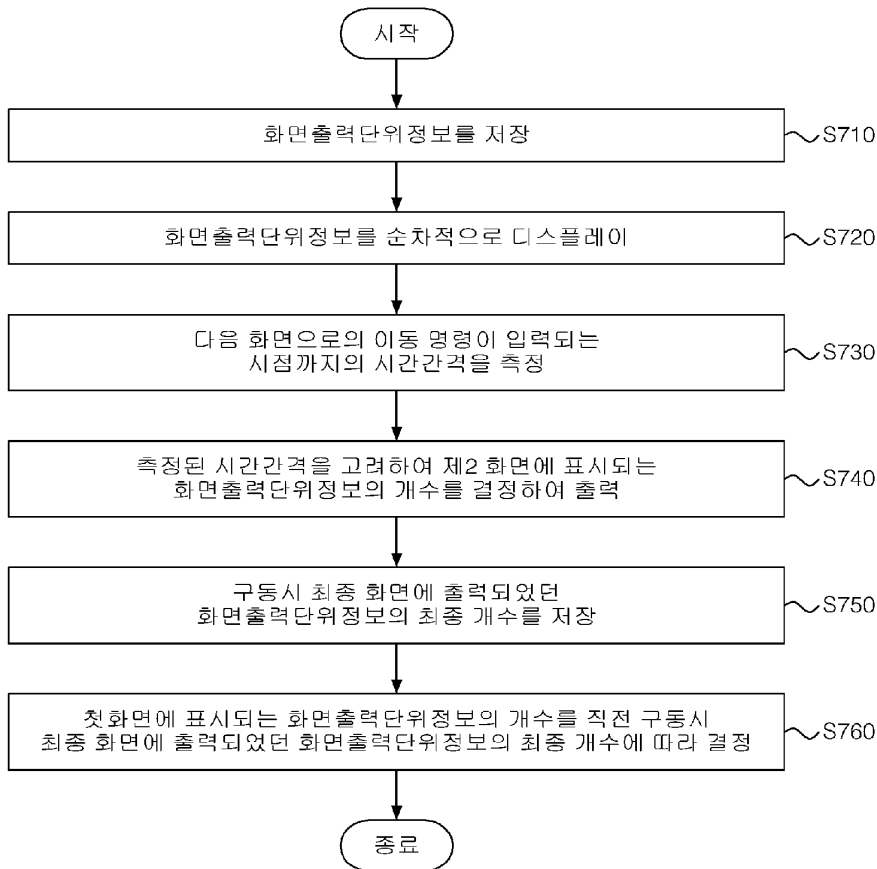 시작
화면출력단위정보를 저장
S710
화면출력단위정보를 순차적으로 디스플레이
S720
다음 화면으로의 이동 명령이 입력되는
시점까지의 시간간격을 측정
S730
측정된 시간간격을 고려하여 제2 화면에 표시되는
화면출력단위정보의 개수를 결정하여 출력
S740
구동시 최종 화면에 출력되었던
화면출력단위정보의 최종 개수를 저장
S750
첫화면에 표시되는 화면출력단위정보의 개수를 직전 구동시
최종 화면에 출력되었던 화면출력단위정보의 최종 개수에 따라 결정
S760
종료